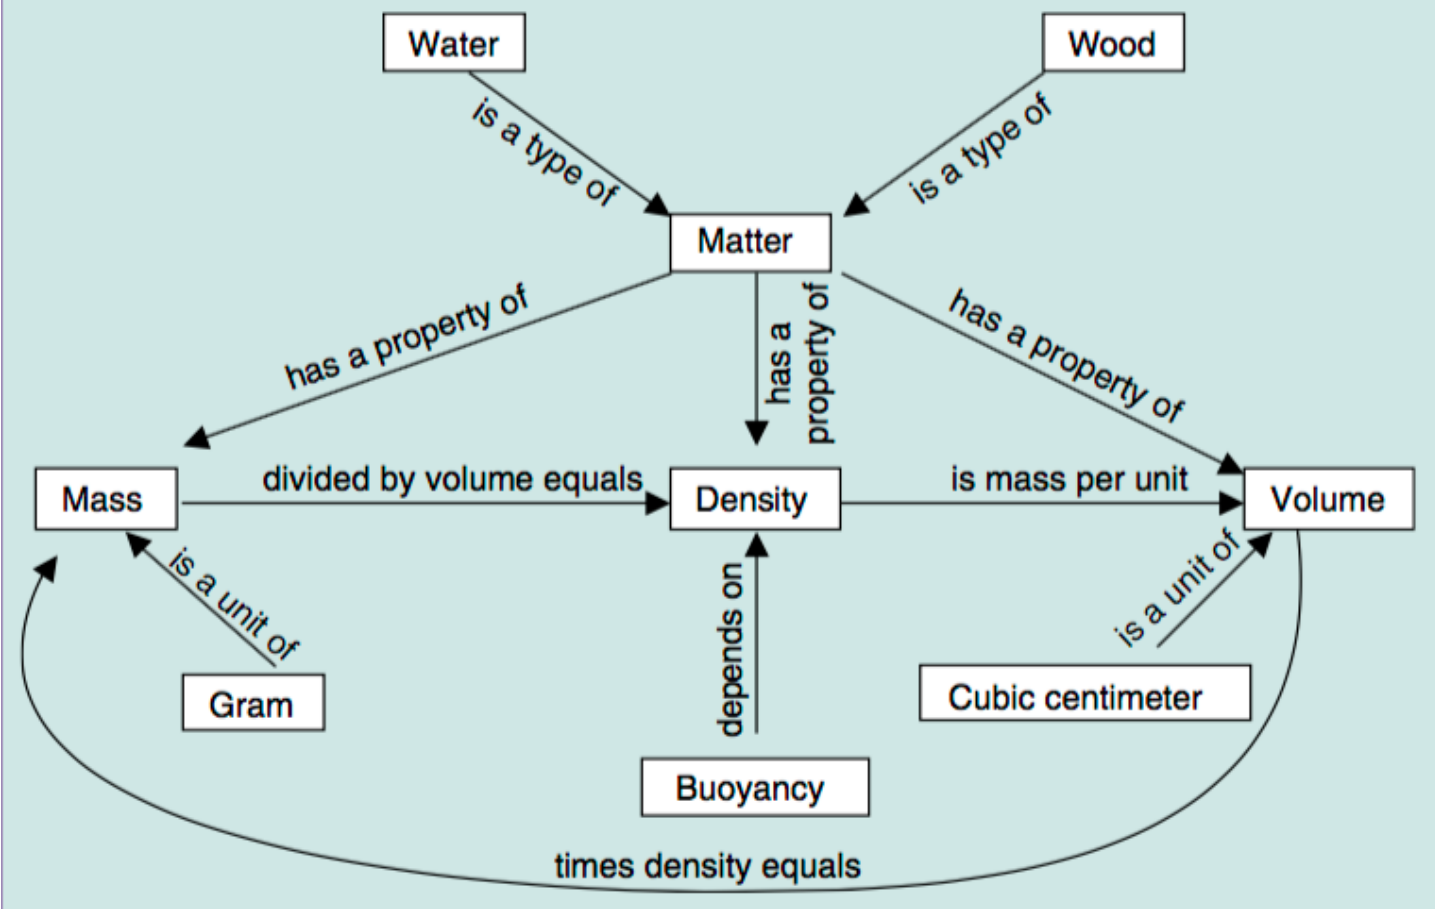 Water
Wood
is a type of
is a type of
Matter
has a property of
has a
property of
has a property of
Mass
divided by volume equals
Density
is mass per unit
Volume
is a unit of
depends on
is a unit of
Gram
Cubic centimeter
Buoyancy
times density equals